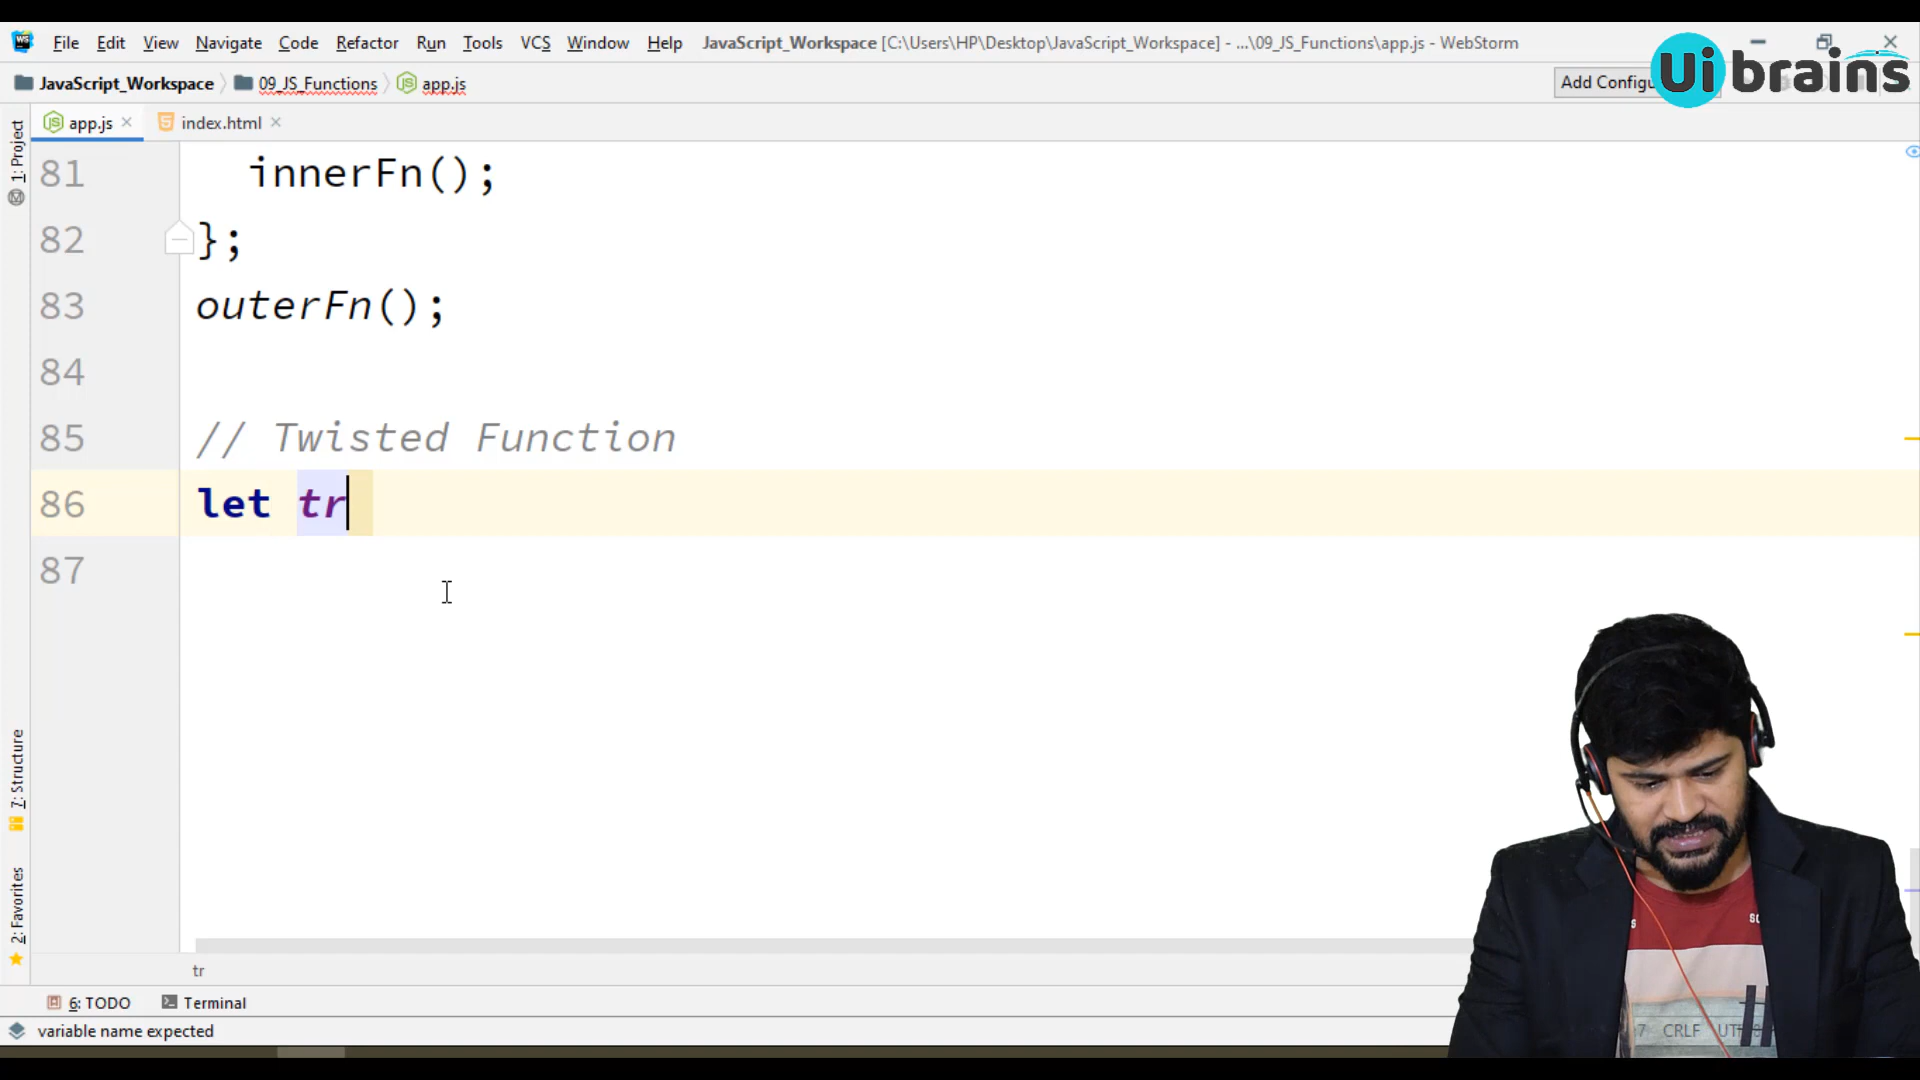 File Edit View Navigate Code Refactor Run Tools VCS Window Help JavaScript_Workspace [C:\Users\HP\Desktop\JavaScript_Workspace] - ...\09_JS_Functions\app.js - WebStorm
JavaScript_Workspace 09_JS_Functions app.js Add Config
Ui brains
app.js index.html
1: Project
81 innerFn();
82 };
83 outerFn();
84
85 // Twisted Function
86 let tr
87
7: Structure
2: Favorites
tr
6: TODO Terminal
variable name expected
CRLF